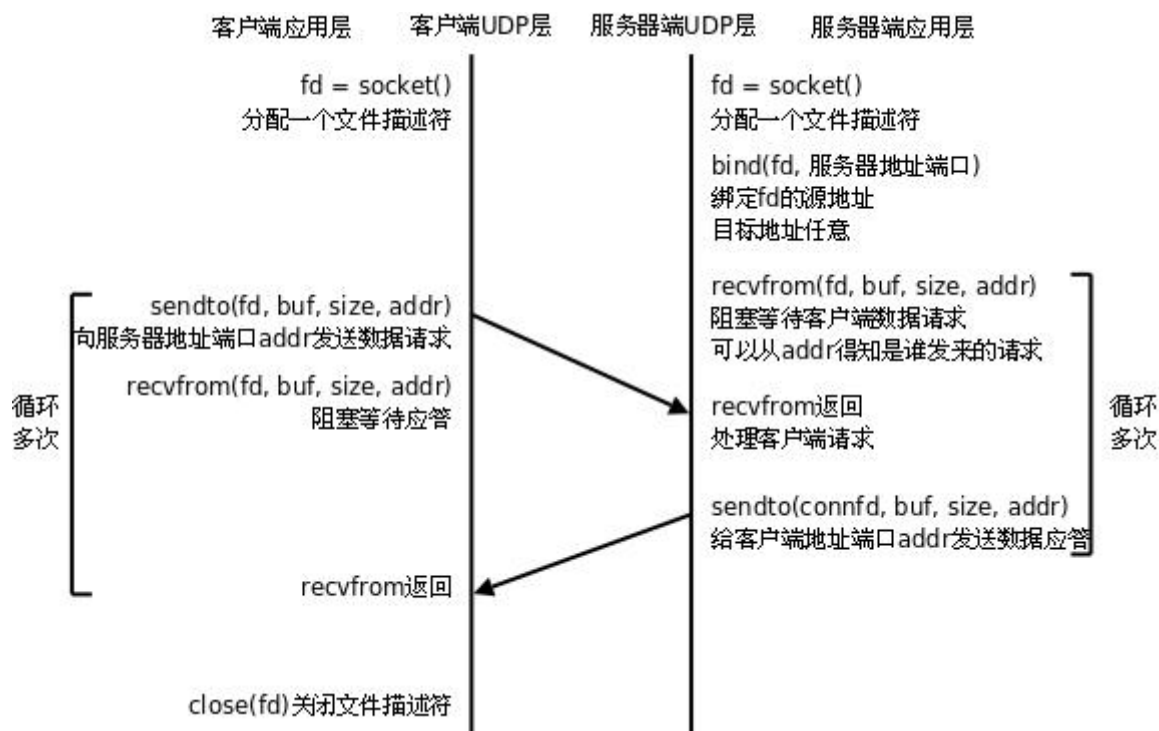 客户端应用层
客户端UDP层
服务器端UDP层
服务器端应用层
fd = socket()
分配一个文件描述符
fd = socket()
分配一个文件描述符
bind(fd, 服务器地址端口)
绑定fd的源地址
目标地址任意
循环
多次
sendto(fd, buf, size, addr)
向服务器地址端口addr发送数据请求
recvfrom(fd, buf, size, addr)
阻塞等待应管
recvfrom(fd, buf, size, addr)
阻塞等待客户端数据请求
可以从addr得知是谁发来的请求
recvfrom返回
处理客户端请求
循环
多次
sendto(connfd, buf, size, addr)
给客户端地址端口addr发送数据应管
recvfrom返回
close(fd)关闭文件描述符